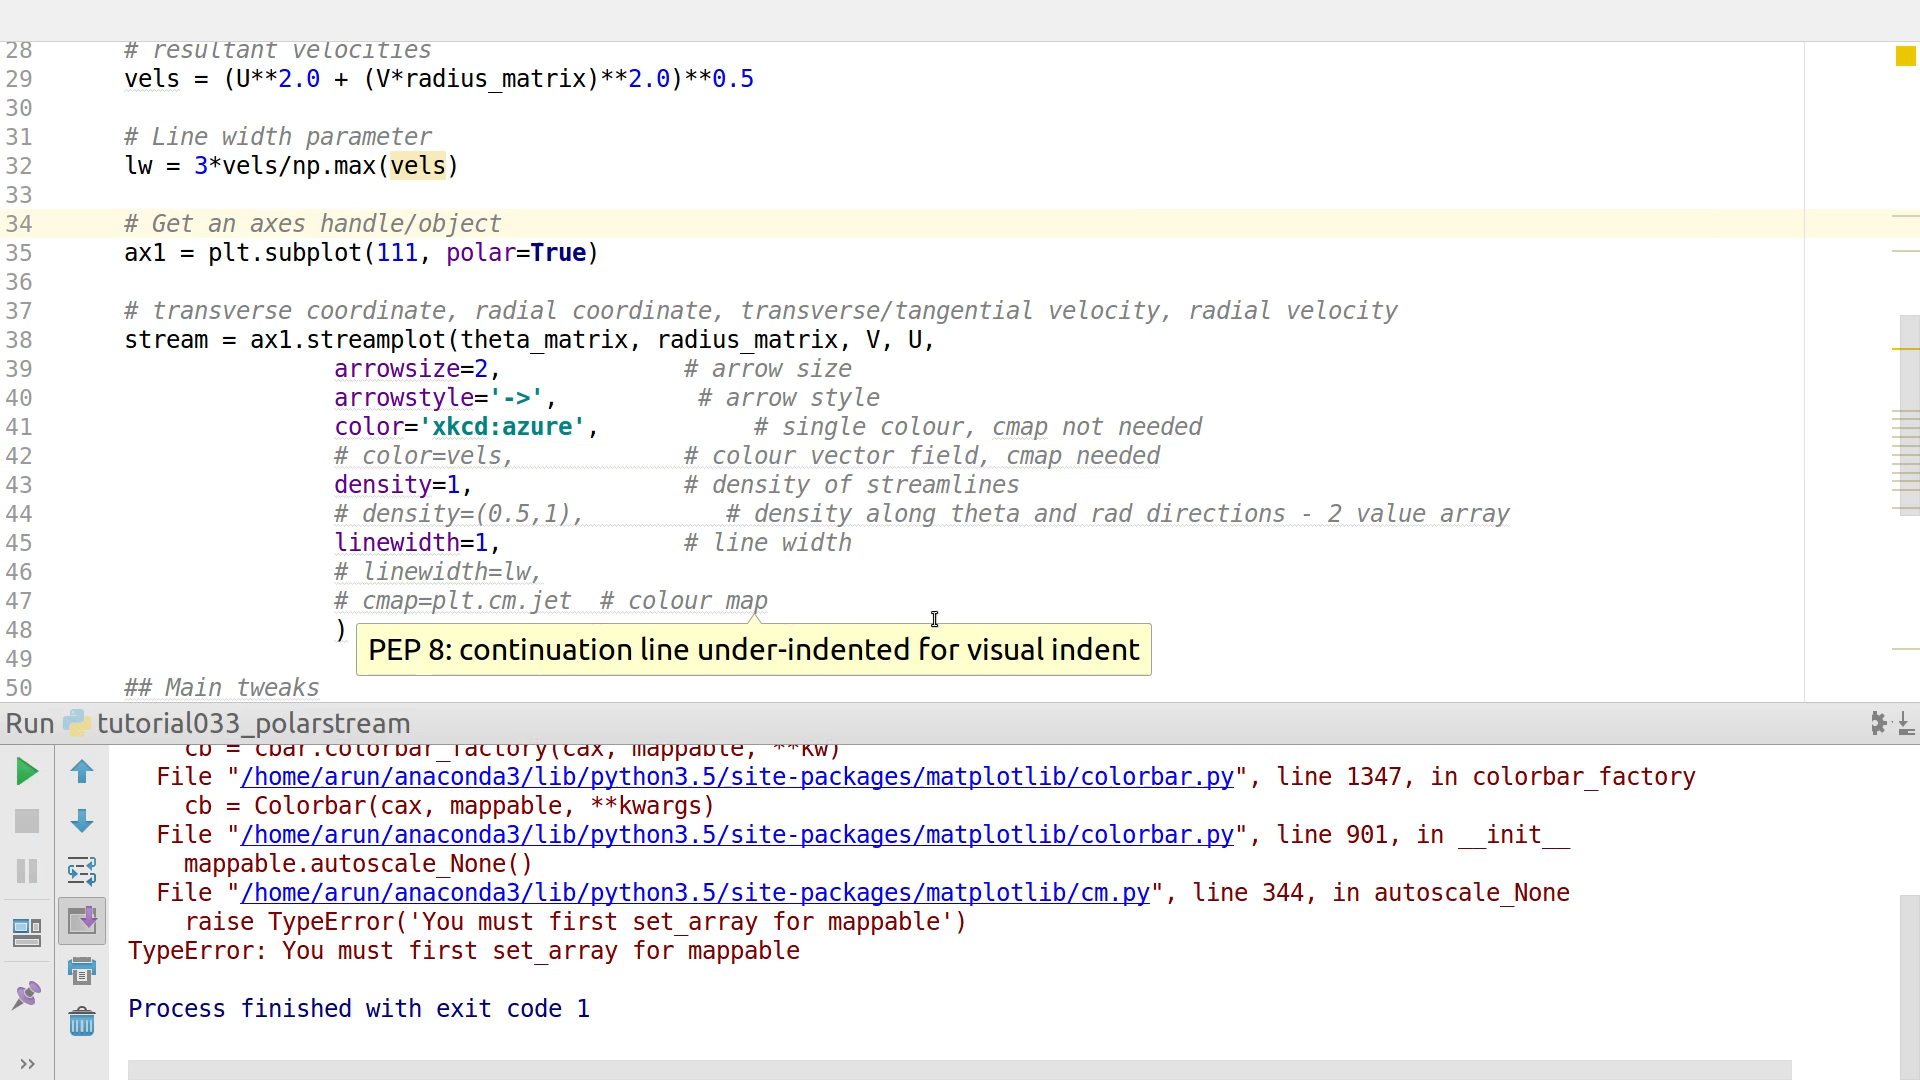 28 # resultant velocities
29 vels = (U**2.0 + (V*radius_matrix)**2.0)**0.5
30
31 # Line width parameter
32 lw = 3*vels/np.max(vels)
33
34 # Get an axes handle/object
35 ax1 = plt.subplot(111, polar=True)
36
37 # transverse coordinate, radial coordinate, transverse/tangential velocity, radial velocity
38 stream = ax1.streamplot(theta_matrix, radius_matrix, V, U,
39 arrowsize=2, # arrow size
40 arrowstyle='->', # arrow style
41 color='xkcd:azure', # single colour, cmap not needed
42 # color=vels, # colour vector field, cmap needed
43 density=1, # density of streamlines
44 # density=(0.5,1), # density along theta and rad directions - 2 value array
45 linewidth=1, # line width
46 # linewidth=lw,
47 # cmap=plt.cm.jet # colour map
48 )
PEP 8: continuation line under-indented for visual indent
49
50 ## Main tweaks
Run tutorial033_polarstream
cb = cbar.colorbar_factory(cax, mappable, **kw)
File "/home/arun/anaconda3/lib/python3.5/site-packages/matplotlib/colorbar.py", line 1347, in colorbar_factory
cb = Colorbar(cax, mappable, **kwargs)
File "/home/arun/anaconda3/lib/python3.5/site-packages/matplotlib/colorbar.py", line 901, in __init__
mappable.autoscale_None()
File "/home/arun/anaconda3/lib/python3.5/site-packages/matplotlib/cm.py", line 344, in autoscale_None
raise TypeError('You must first set_array for mappable')
TypeError: You must first set_array for mappable
Process finished with exit code 1